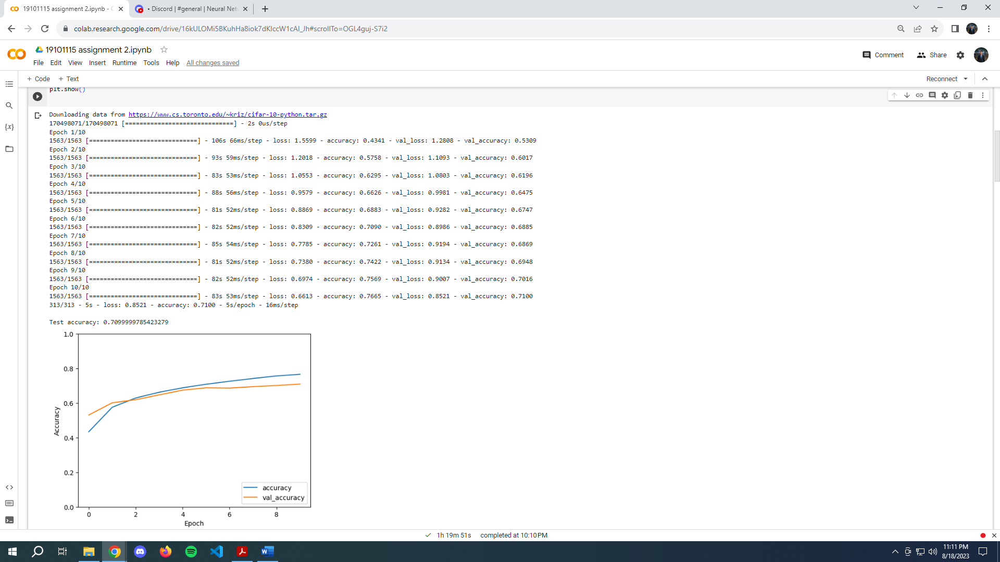 19101115 assignment 2.ipynb - C
• Discord | #general | Neural Net
colab.research.google.com/drive/16kULOMi5BKuhHa8iok7dKIccW1cAI_Jh#scrollTo=OGL4guj-S7i2
19101115 assignment 2.ipynb
Comment
Share
File Edit View Insert Runtime Tools Help All changes saved
+ Code + Text
Reconnect
plt.show()
Downloading data from https://www.cs.toronto.edu/~kriz/cifar-10-python.tar.gz
170498071/170498071 [==============================] - 2s 0us/step
Epoch 1/10
1563/1563 [==============================] - 106s 66ms/step - loss: 1.5599 - accuracy: 0.4341 - val_loss: 1.2808 - val_accuracy: 0.5309
Epoch 2/10
1563/1563 [==============================] - 93s 59ms/step - loss: 1.2018 - accuracy: 0.5758 - val_loss: 1.1093 - val_accuracy: 0.6017
Epoch 3/10
1563/1563 [==============================] - 83s 53ms/step - loss: 1.0553 - accuracy: 0.6295 - val_loss: 1.0803 - val_accuracy: 0.6196
Epoch 4/10
1563/1563 [==============================] - 88s 56ms/step - loss: 0.9579 - accuracy: 0.6626 - val_loss: 0.9981 - val_accuracy: 0.6475
Epoch 5/10
1563/1563 [==============================] - 81s 52ms/step - loss: 0.8869 - accuracy: 0.6883 - val_loss: 0.9282 - val_accuracy: 0.6747
Epoch 6/10
1563/1563 [==============================] - 82s 52ms/step - loss: 0.8309 - accuracy: 0.7090 - val_loss: 0.8986 - val_accuracy: 0.6885
Epoch 7/10
1563/1563 [==============================] - 85s 54ms/step - loss: 0.7785 - accuracy: 0.7261 - val_loss: 0.9194 - val_accuracy: 0.6869
Epoch 8/10
1563/1563 [==============================] - 81s 52ms/step - loss: 0.7380 - accuracy: 0.7422 - val_loss: 0.9134 - val_accuracy: 0.6948
Epoch 9/10
1563/1563 [==============================] - 82s 52ms/step - loss: 0.6974 - accuracy: 0.7569 - val_loss: 0.9007 - val_accuracy: 0.7016
Epoch 10/10
1563/1563 [==============================] - 83s 53ms/step - loss: 0.6613 - accuracy: 0.7665 - val_loss: 0.8521 - val_accuracy: 0.7100
313/313 - 5s - loss: 0.8521 - accuracy: 0.7100 - 5s/epoch - 16ms/step
Test accuracy: 0.7099999785423279
1.0
0.8
0.6
0.4
0.2
0.0
Accuracy
accuracy
val_accuracy
0 2 4 6 8
Epoch
1h 19m 51s completed at 10:10 PM
11:11 PM
8/18/2023